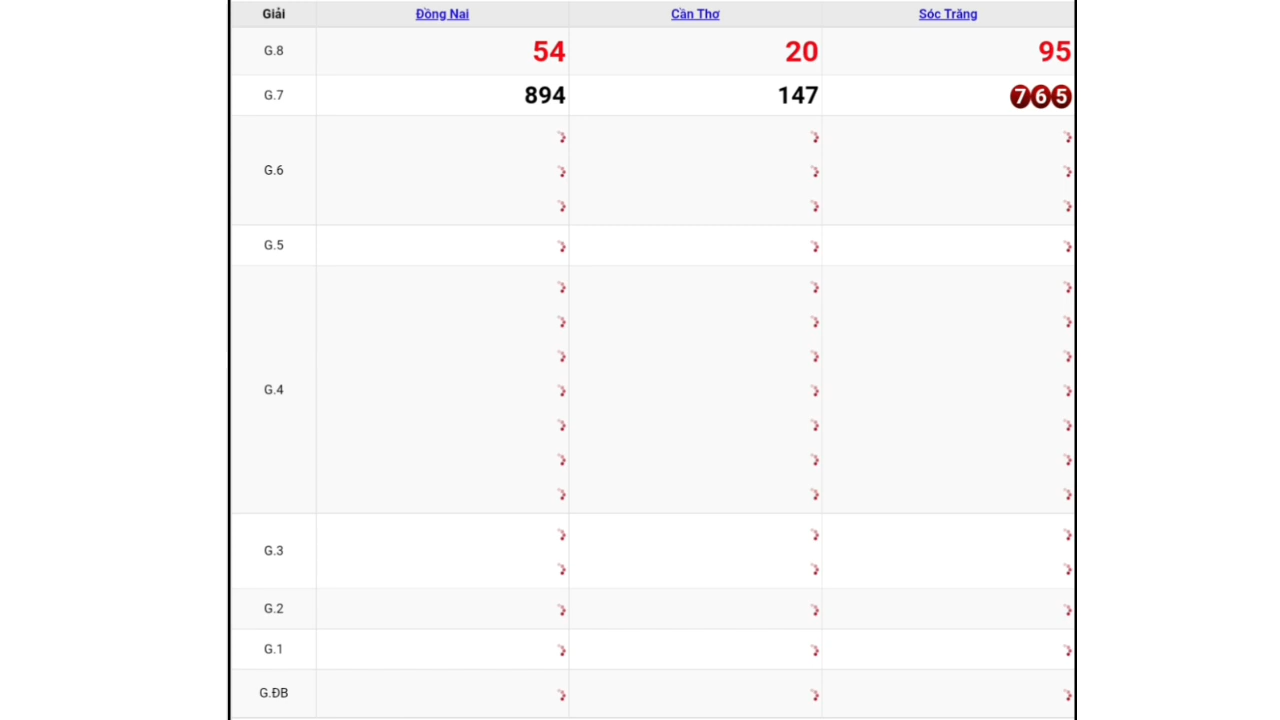 Giải Đồng Nai Cần Thơ Sóc Trăng
G.8 54 20 95
G.7 894 147 765
G.6
G.5
G.4
G.3
G.2
G.1
G.ĐB